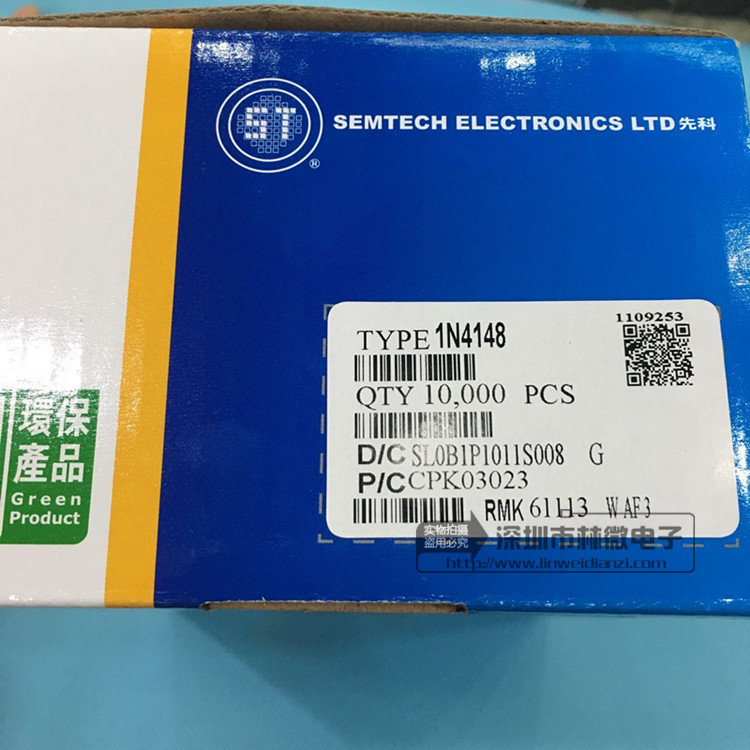 ST
®
SEMTECH ELECTRONICS LTD 先科
1109253
TYPE 1N4148
QTY 10,000 PCS
D/C SL0B1P1011S008 G
P/C CPK03023
RMK 61113 WAF3
環保
產品
Green
Product
实物拍摄
盗用必究
深圳市林微电子
http://www.linweidianzi.com